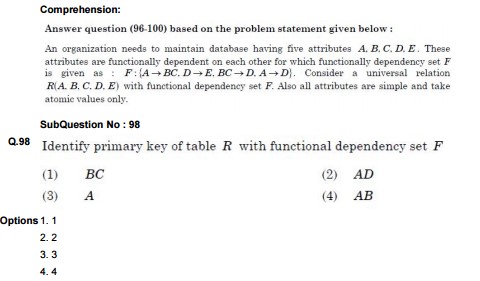 Comprehension:
Answer question (96-100) based on the problem statement given below :
An organization needs to maintain database having five attributes A, B, C, D, E. These
attributes are functionally dependent on each other for which functionally dependency set F
is given as : F:{A→BC, D→E, BC→D, A→D}. Consider a universal relation
R(A, B, C, D, E) with functional dependency set F. Also all attributes are simple and take
atomic values only.
SubQuestion No : 98
Q.98 Identify primary key of table R with functional dependency set F
(1) BC (2) AD
(3) A (4) AB
Options 1. 1
2. 2
3. 3
4. 4